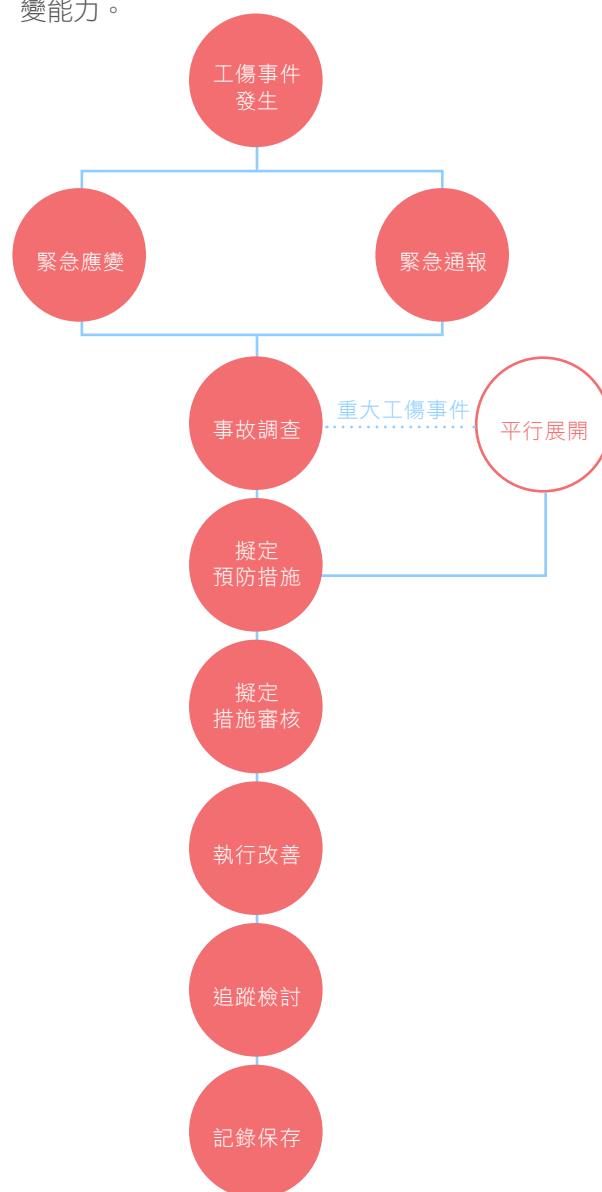 變能力。
工傷事件
發生
緊急應變
緊急通報
事故調查
重大工傷事件
平行展開
擬定
預防措施
擬定
措施審核
執行改善
追蹤檢討
記錄保存